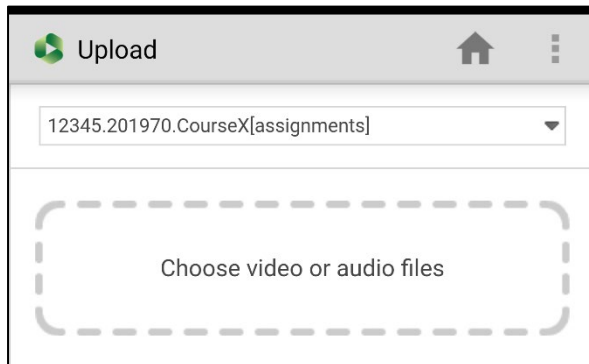 Upload
12345.201970.CourseX[assignments]
Choose video or audio files